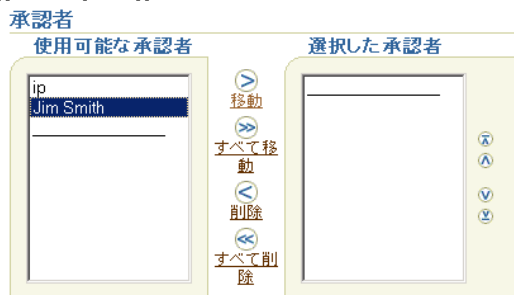 承認者
使用可能な承認者
選択した承認者
ip
Jim Smith
移動
すべて移
動
削除
すべて削
除